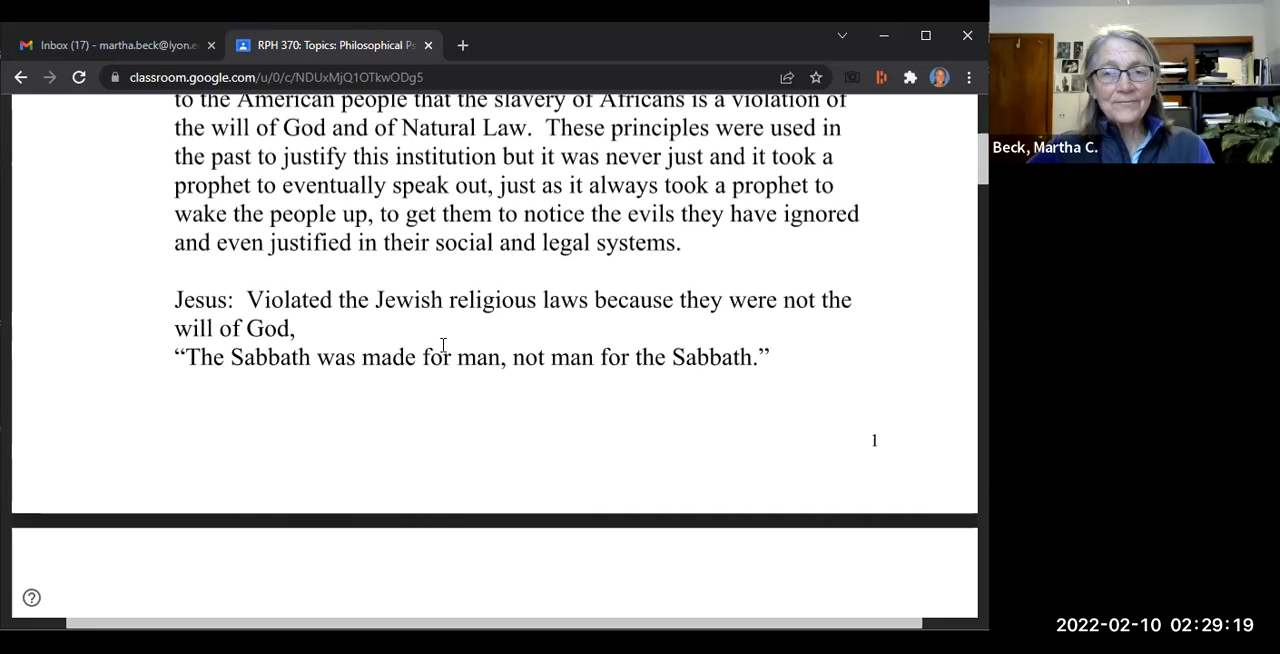 Inbox (17) - martha.beck@lyon.e
RPH 370: Topics: Philosophical Ps
classroom.google.com/u/0/c/NDUxMjQ1OTkwODg5
to the American people that the slavery of Africans is a violation of
the will of God and of Natural Law.  These principles were used in
the past to justify this institution but it was never just and it took a
prophet to eventually speak out, just as it always took a prophet to
wake the people up, to get them to notice the evils they have ignored
and even justified in their social and legal systems.
Jesus:  Violated the Jewish religious laws because they were not the
will of God,
“The Sabbath was made for man, not man for the Sabbath.”
1
Beck, Martha C.
2022-02-10 02:29:19